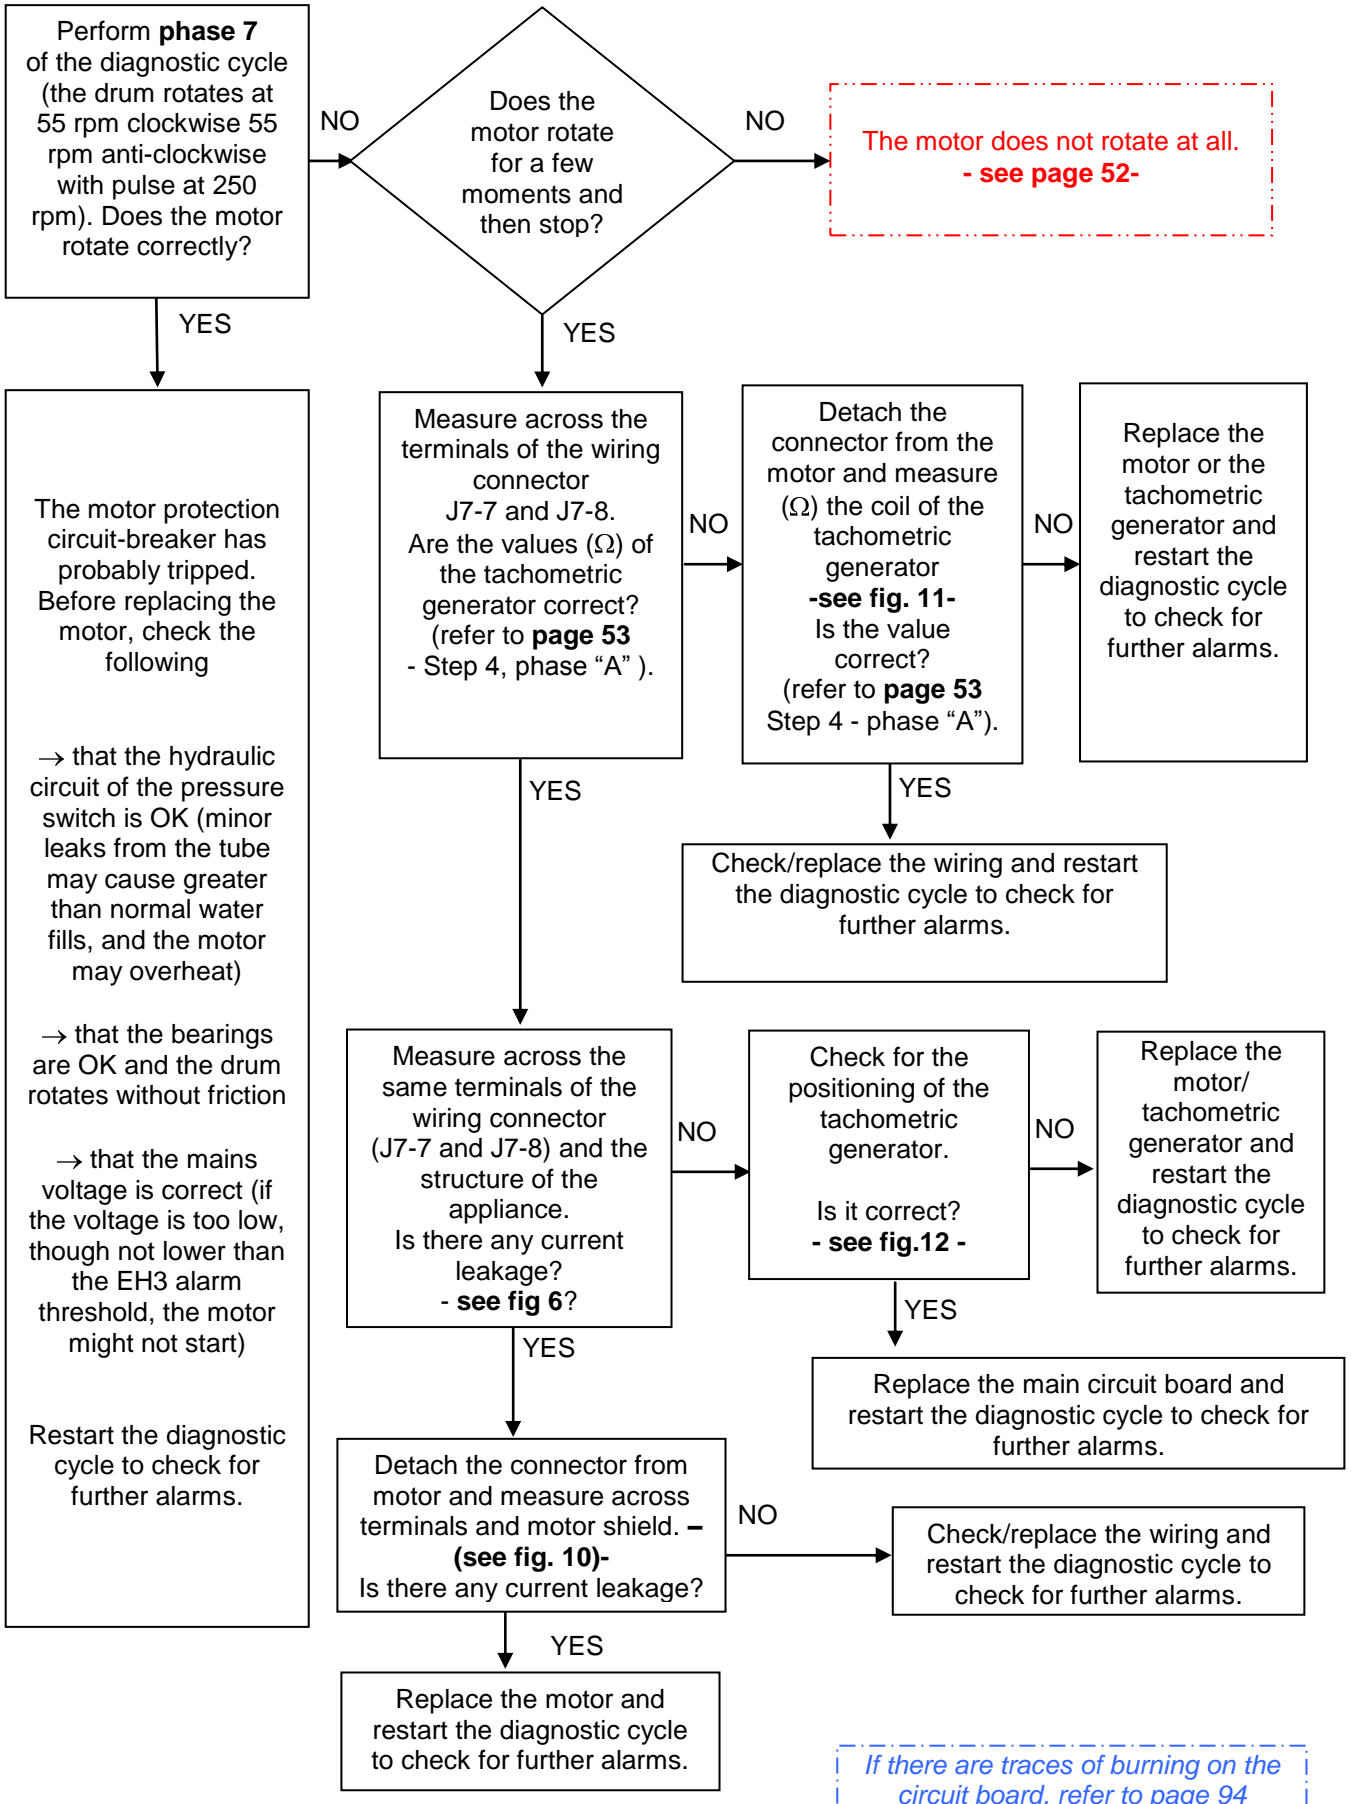 Perform phase 7
of the diagnostic cycle
(the drum rotates at
55 rpm clockwise 55
rpm anti-clockwise
with pulse at 250
rpm). Does the motor
rotate correctly?
NO
Does the
motor rotate
for a few
moments and
then stop?
NO
The motor does not rotate at all.
- see page 52-
YES
YES
The motor protection
circuit-breaker has
probably tripped.
Before replacing the
motor, check the
following
→ that the hydraulic
circuit of the pressure
switch is OK (minor
leaks from the tube
may cause greater
than normal water
fills, and the motor
may overheat)
→ that the bearings
are OK and the drum
rotates without friction
→ that the mains
voltage is correct (if
the voltage is too low,
though not lower than
the EH3 alarm
threshold, the motor
might not start)
Restart the diagnostic
cycle to check for
further alarms.
Measure across the
terminals of the wiring
connector
J7-7 and J7-8.
Are the values (Ω) of
the tachometric
generator correct?
(refer to page 53
- Step 4, phase “A” ).
NO
Detach the
connector from the
motor and measure
(Ω) the coil of the
tachometric
generator
-see fig. 11-
Is the value
correct?
(refer to page 53
Step 4 - phase “A”).
NO
Replace the
motor or the
tachometric
generator and
restart the
diagnostic cycle
to check for
further alarms.
YES
YES
Check/replace the wiring and restart
the diagnostic cycle to check for
further alarms.
Measure across the
same terminals of the
wiring connector
(J7-7 and J7-8) and the
structure of the
appliance.
Is there any current
leakage?
- see fig 6?
NO
Check for the
positioning of the
tachometric
generator.
Is it correct?
- see fig.12 -
NO
Replace the
motor/
tachometric
generator and
restart the
diagnostic cycle
to check for
further alarms.
YES
YES
Replace the main circuit board and
restart the diagnostic cycle to check for
further alarms.
Detach the connector from
motor and measure across
terminals and motor shield. –
(see fig. 10)-
Is there any current leakage?
NO
Check/replace the wiring and
restart the diagnostic cycle to
check for further alarms.
YES
Replace the motor and
restart the diagnostic cycle
to check for further alarms.
If there are traces of burning on the
circuit board, refer to page 94